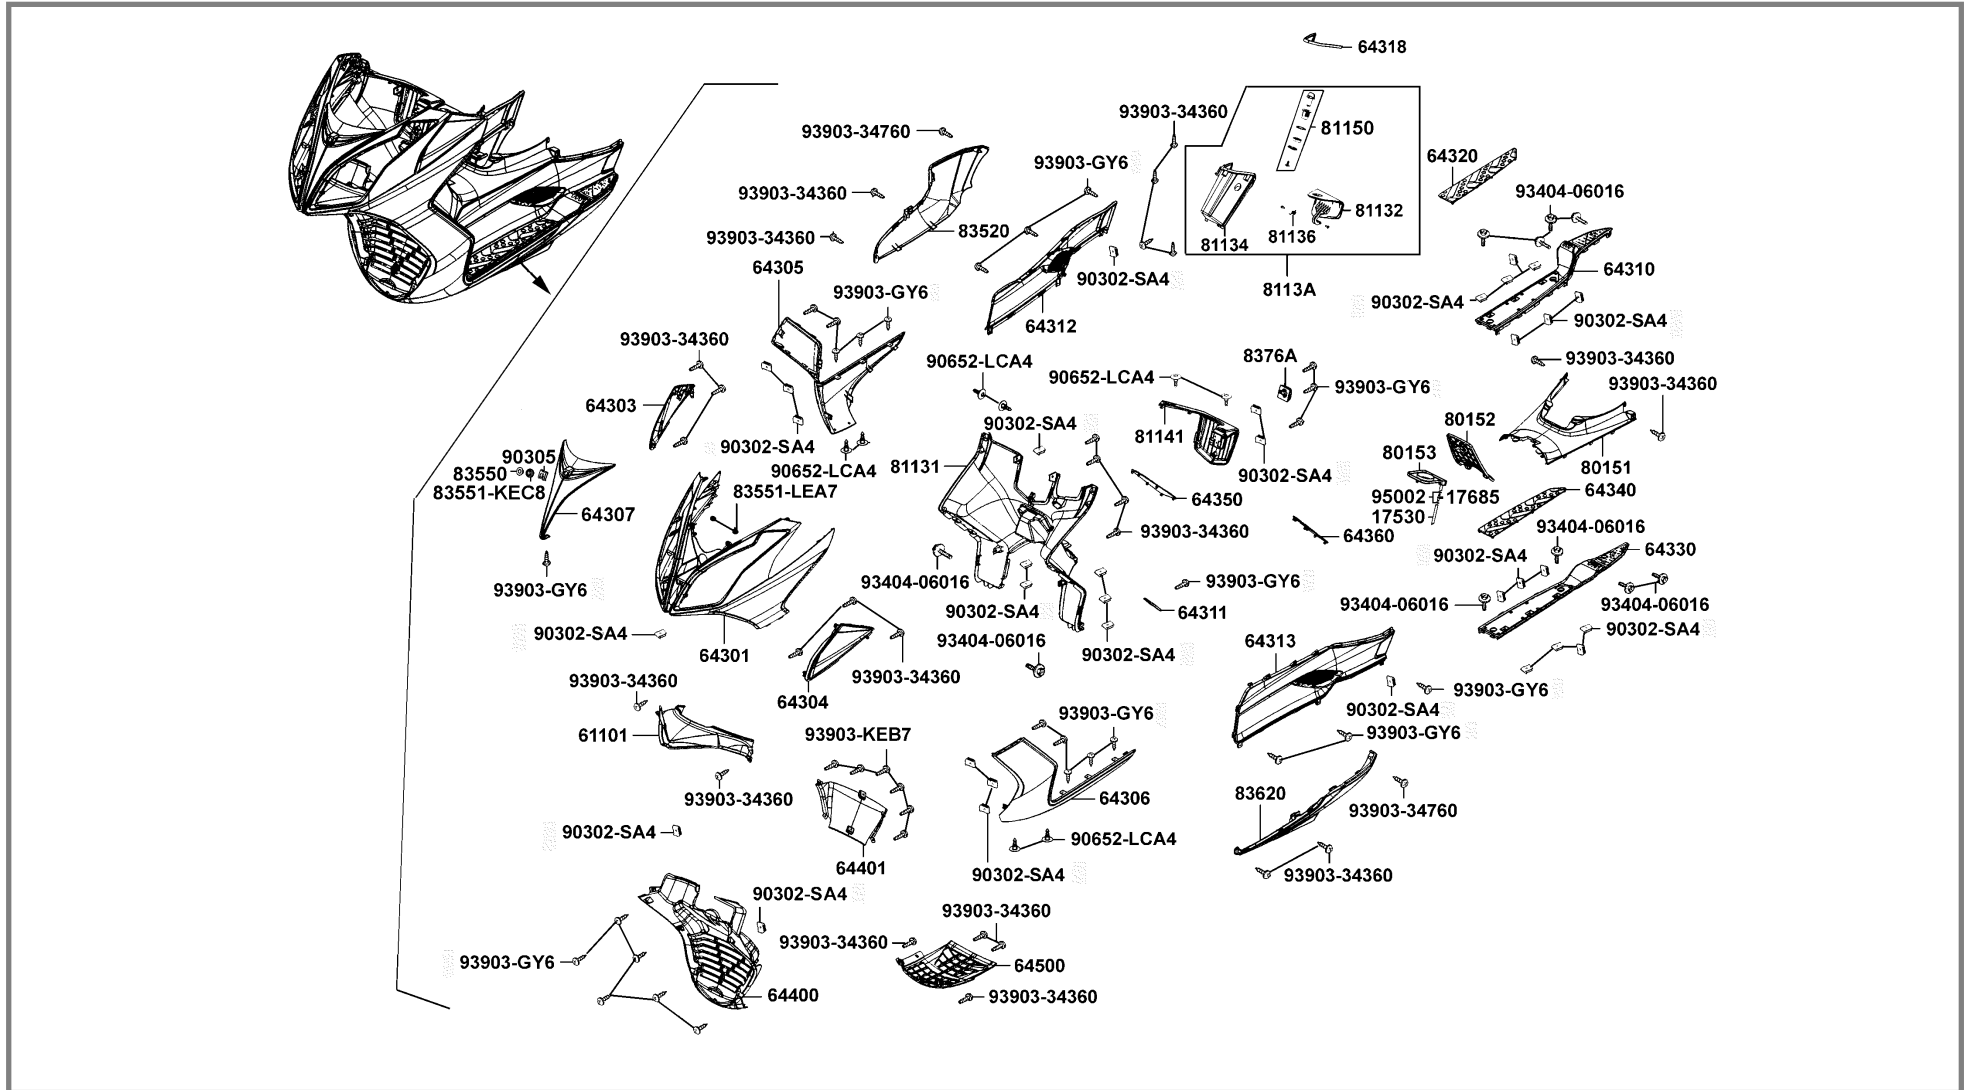 64318
93903-34360
93903-34760
81150
93903-GY6
64320
93903-34360
93404-06016
81132
83520
93903-34360
81134
81136
64305
90302-SA4
64310
8113A
93903-GY6
90302-SA4
64312
90302-SA4
93903-34360
8376A
93903-34360
90652-LCA4
90652-LCA4
93903-GY6
93903-34360
64303
90302-SA4
80152
81141
90302-SA4
80153
90305
81131
80151
83550
90652-LCA4
90302-SA4
83551-KEC8
83551-LEA7
64340
64350
95002
17685
64307
17530
93404-06016
93903-34360
64360
64330
90302-SA4
93404-06016
93903-GY6
93903-GY6
93404-06016
93404-06016
90302-SA4
64311
90302-SA4
90302-SA4
93404-06016
64313
64301
90302-SA4
93903-34360
93903-34360
93903-GY6
64304
90302-SA4
93903-GY6
61101
93903-KEB7
93903-GY6
83620
93903-34360
64306
93903-34760
90302-SA4
90652-LCA4
64401
90302-SA4
93903-34360
90302-SA4
93903-34360
93903-34360
93903-GY6
64500
64400
93903-34360